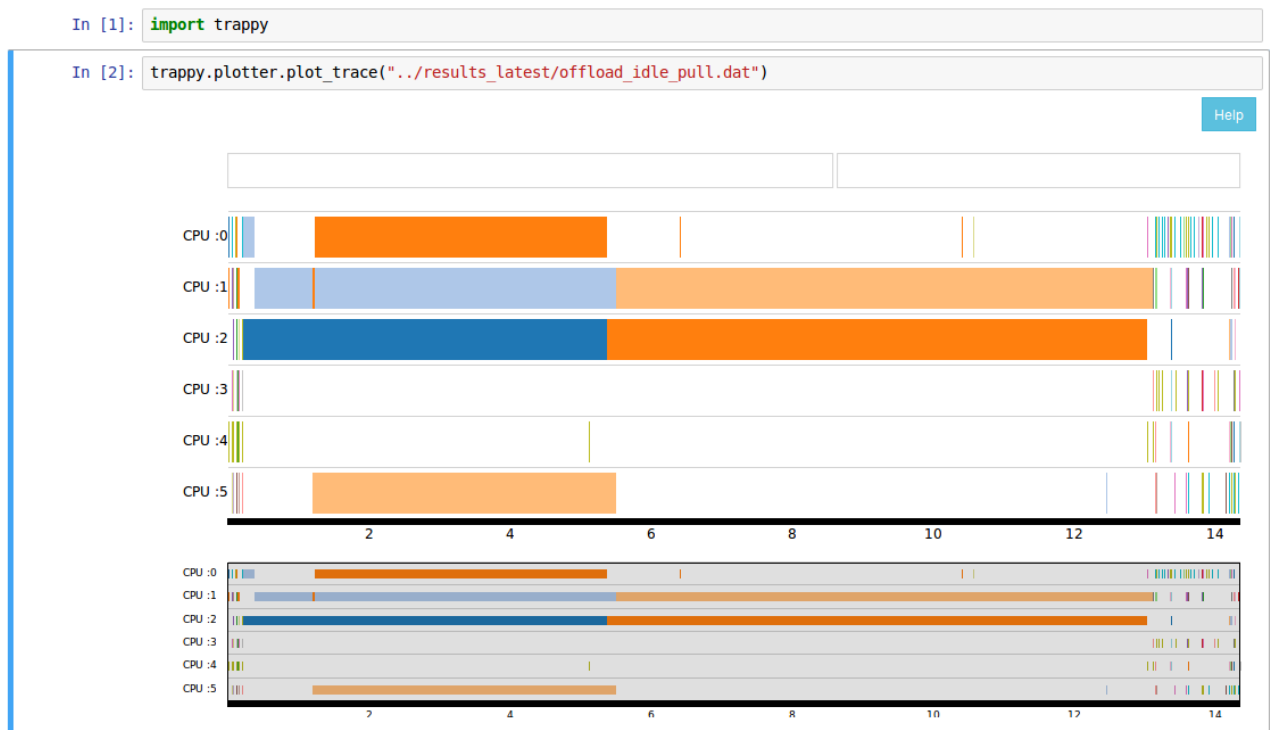 In [1]: import trappy
In [2]: trappy.plotter.plot_trace("../results_latest/offload_idle_pull.dat")
Help
CPU :0
CPU :1
CPU :2
CPU :3
CPU :4
CPU :5
2 4 6 8 10 12 14
CPU :0
CPU :1
CPU :2
CPU :3
CPU :4
CPU :5
2 4 6 8 10 12 14